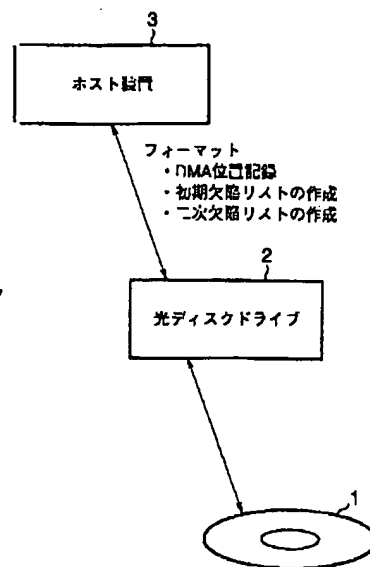 3
ホスト装置
フォーマット
・DMA位置記録
・初期欠陥リストの作成
・二次欠陥リストの作成
2
光ディスクドライブ
1